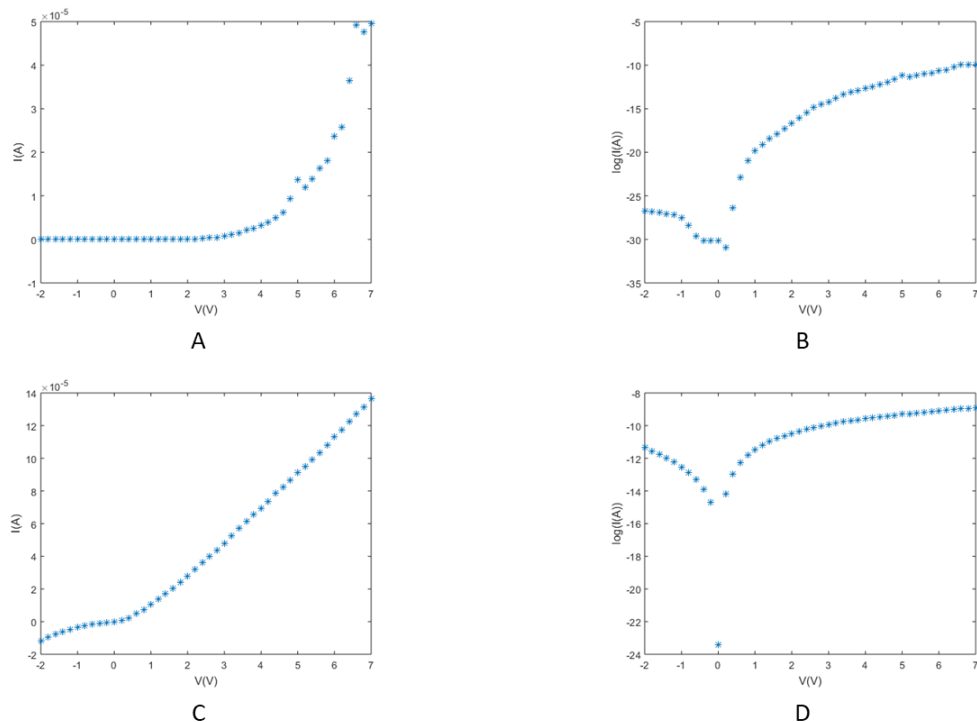 ×10^-5
5
4
3
2
1
0
-1
I(A)
-2 -1 0 1 2 3 4 5 6 7
V(V)
A
-5
-10
-15
-20
-25
-30
-35
log(I(A))
-2 -1 0 1 2 3 4 5 6 7
V(V)
B
×10^-5
14
12
10
8
6
4
2
0
-2
I(A)
-2 -1 0 1 2 3 4 5 6 7
V(V)
C
-8
-10
-12
-14
-16
-18
-20
-22
-24
log(I(A))
-2 -1 0 1 2 3 4 5 6 7
V(V)
D